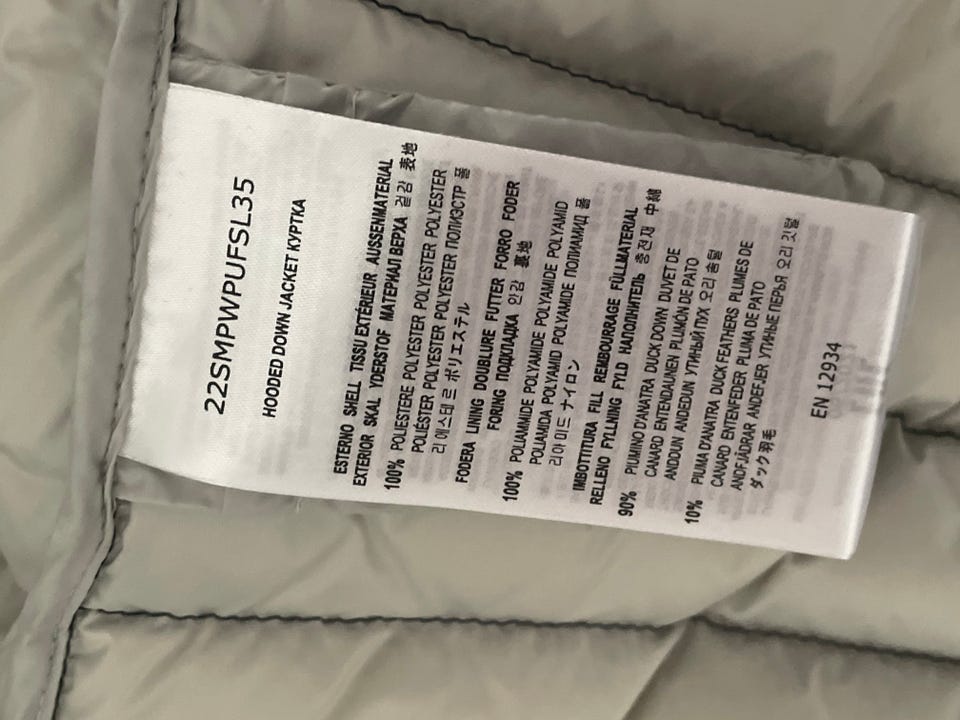 22SMPWPUFSL35
HOODED DOWN JACKET КУРТКА
ESTERNO SHELL TISSU EXTÉRIEUR AUSSENMATERIAL
EXTERIOR SKAL YDERSTOF МАТЕРИАЛ ВЕРХА 겉감 表地
100% POLIESTERE POLYESTER POLYESTER POLYESTER
POLIÉSTER POLYESTER POLYESTER ПОЛИЭСТР 폴
리 에스테 르 ポリエステル
FODERA LINING DOUBLURE FUTTER FORRO FODER
FORING ПОДКЛАДКА 안감 裏地
100% POLIAMMIDE POLYAMIDE POLYAMIDE POLYAMID
POLIAMIDA POLYAMID POLYAMIDE ПОЛИАМИД 폴
리아 미드 ナイロン
IMBOTTITURA FILL REMBOURRAGE FÜLLMATERIAL
RELLENO FYLLNING FYLD НАПОЛНИТЕЛЬ 충전재 中綿
90% PIUMINO D'ANATRA DUCK DOWN DUVET DE
CANARD ENTENDAUNEN PLUMÓN DE PATO
ANDDUN ANDEDUN УТИНЫЙ ПУХ 오리 솜털
10% PIUMA D'ANATRA DUCK FEATHERS PLUMES DE
CANARD ENTENFEDER PLUMA DE PATO
ANDFJÄDRAR ANDEFJER УТИНЫЕ ПЕРЬЯ 오리 깃털
ダック羽毛
EN 12934